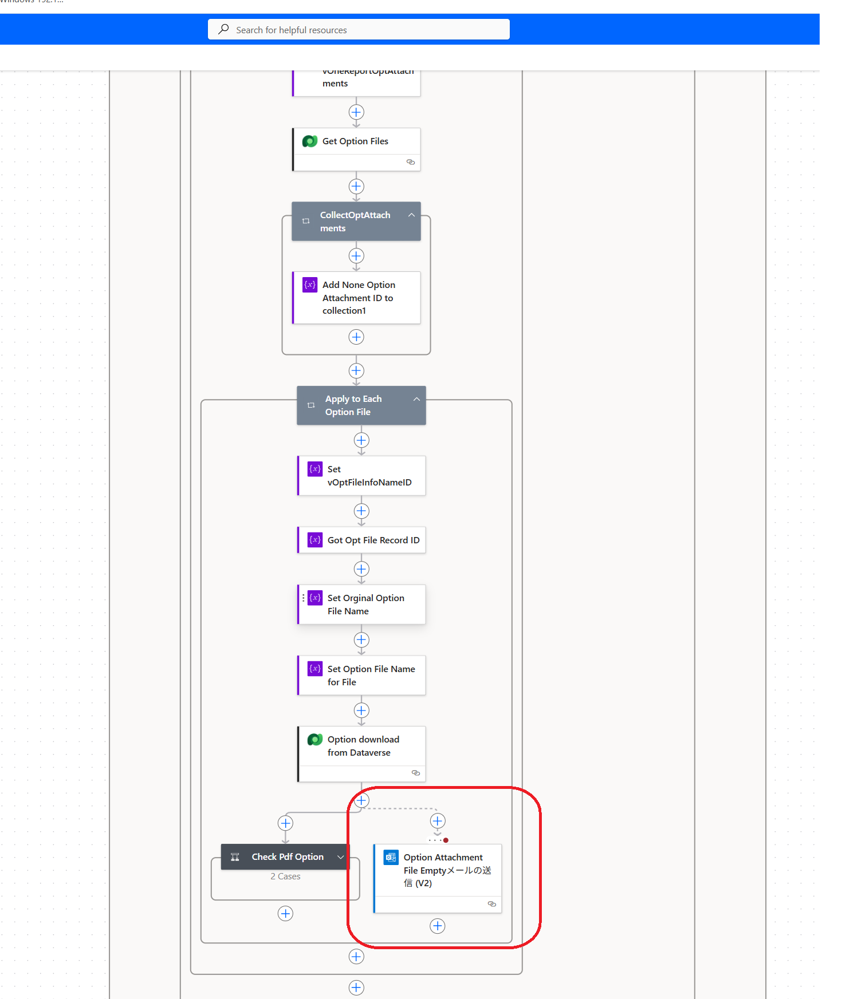 Search for helpful resources
vOneReportOptAttach
ments
Get Option Files
CollectOptAttach
ments
{x} Add None Option
Attachment ID to
collection1
Apply to Each
Option File
{x} Set
vOptFileInfoNameID
{x} Got Opt File Record ID
{x} Set Orginal Option
File Name
{x} Set Option File Name
for File
Option download
from Dataverse
Check Pdf Option
2 Cases
Option Attachment
File Emptyメールの送
信 (V2)